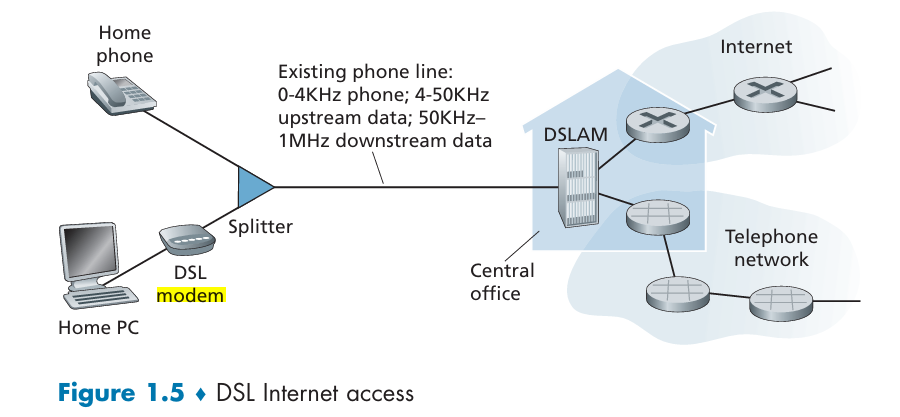 Home
phone
Existing phone line:
0-4KHz phone; 4-50KHz
upstream data; 50KHz–
1MHz downstream data
Internet
DSLAM
Splitter
DSL
modem
Home PC
Central
office
Telephone
network
Figure 1.5 ♦ DSL Internet access